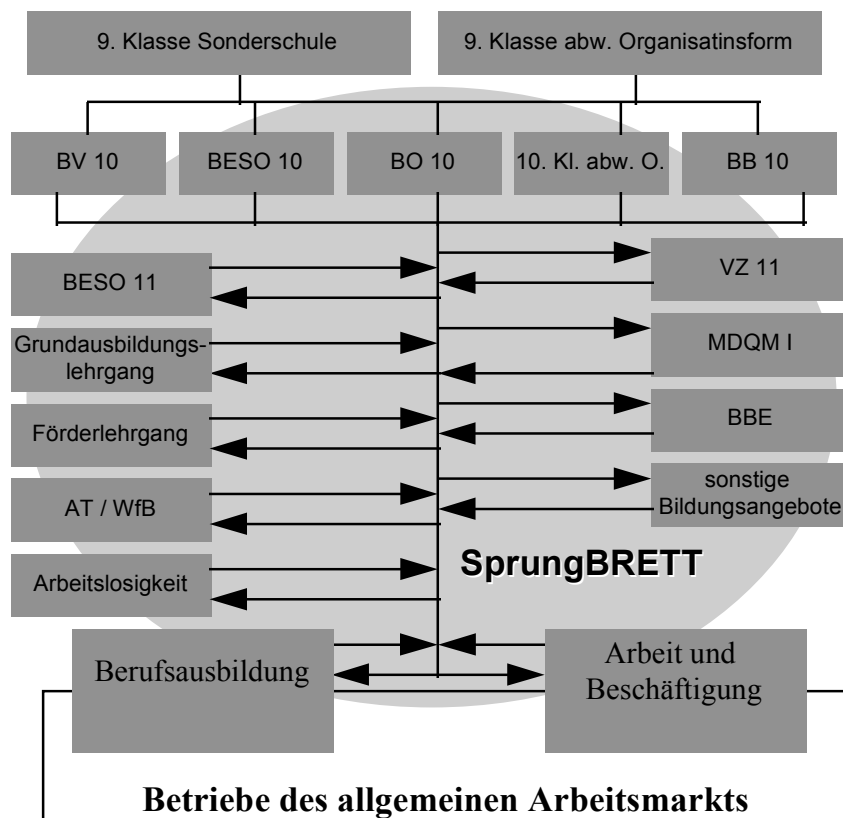 9. Klasse Sonderschule
9. Klasse abw. Organisatinsform
BV 10
BESO 10
BO 10
10. Kl. abw. O.
BB 10
BESO 11
VZ 11
Grundausbildungs-
lehrgang
MDQM I
Förderlehrgang
BBE
AT / WfB
sonstige
Bildungsangebote
SprungBRETT
Arbeitslosigkeit
Berufsausbildung
Arbeit und
Beschäftigung
Betriebe des allgemeinen Arbeitsmarkts